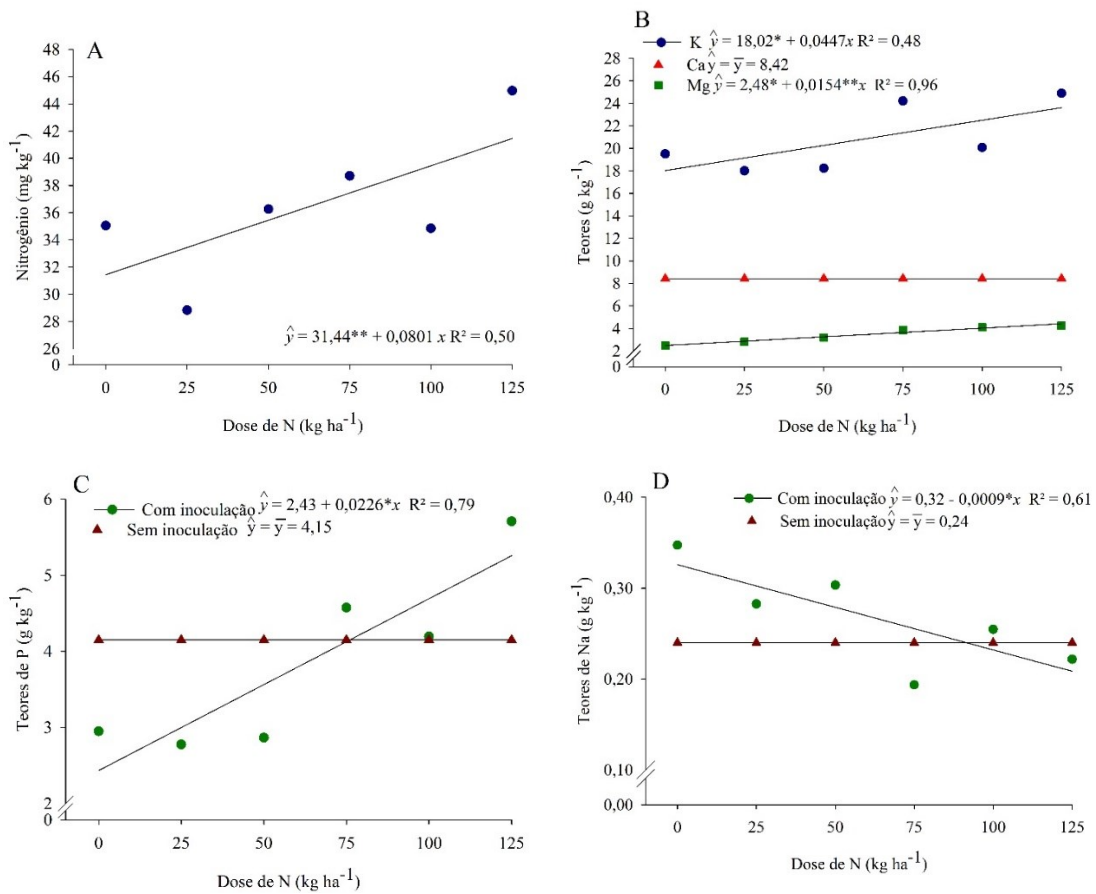 A
48
46
44
42
40
38
36
34
32
30
28
26
0
Nitrogênio (mg kg⁻¹)
ŷ = 31,44** + 0,0801 x R² = 0,50
0 25 50 75 100 125
Dose de N (kg ha⁻¹)
B
K ŷ = 18,02* + 0,0447x R² = 0,48
Ca ŷ = y̅ = 8,42
Mg ŷ = 2,48* + 0,0154**x R² = 0,96
28
26
24
22
20
18
16
14
12
10
8
6
4
2
0
Teores (g kg⁻¹)
0 25 50 75 100 125
Dose de N (kg ha⁻¹)
C
Com inoculação ŷ = 2,43 + 0,0226*x R² = 0,79
Sem inoculação ŷ = y̅ = 4,15
6
5
4
3
2
0
Teores de P (g kg⁻¹)
0 25 50 75 100 125
Dose de N (kg ha⁻¹)
D
Com inoculação ŷ = 0,32 - 0,0009*x R² = 0,61
Sem inoculação ŷ = y̅ = 0,24
0,40
0,30
0,20
0,10
0,00
Teores de Na (g kg⁻¹)
0 25 50 75 100 125
Dose de N (kg ha⁻¹)